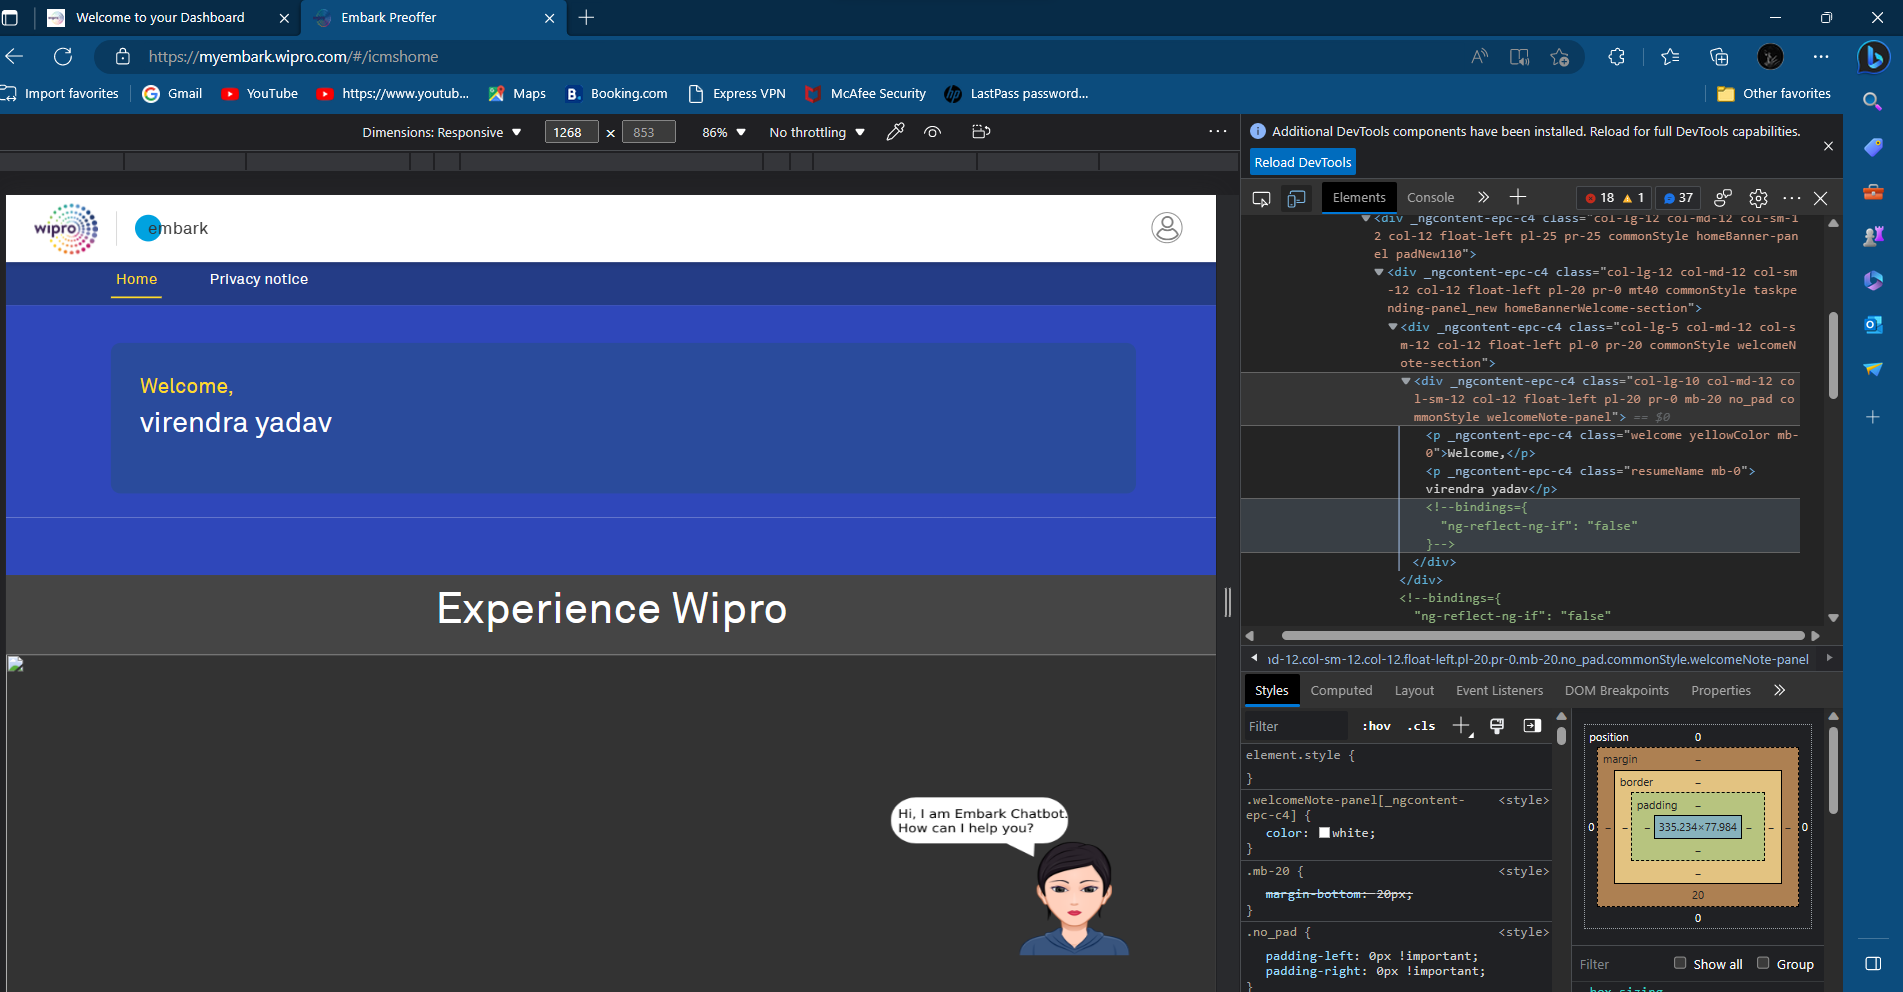 Welcome to your Dashboard
Embark Preoffer
https://myembark.wipro.com/#/icmshome
Import favorites
Gmail
YouTube
https://www.youtub...
Maps
B. Booking.com
Express VPN
McAfee Security
LastPass password...
Other favorites
Dimensions: Responsive
1268 × 853
86%
No throttling
Additional DevTools components have been installed. Reload for full DevTools capabilities.
Reload DevTools
wipro
embark
Home
Privacy notice
Welcome,
virendra yadav
Experience Wipro
Hi, I am Embark Chatbot.
How can I help you?
Elements
Console
18
1
37
<div _ngcontent-epc-c4 class="col-lg-12 col-md-12 col-sm-1
2 col-12 float-left pl-25 pr-25 commonStyle homeBanner-pan
el padNew110">
<div _ngcontent-epc-c4 class="col-lg-12 col-md-12 col-sm
-12 col-12 float-left pl-20 pr-0 mt40 commonStyle taskpe
nding-panel_new homeBannerWelcome-section">
<div _ngcontent-epc-c4 class="col-lg-5 col-md-12 col-s
m-12 col-12 float-left pl-0 pr-20 commonStyle welcomeN
ote-section">
<div _ngcontent-epc-c4 class="col-lg-10 col-md-12 co
l-sm-12 col-12 float-left pl-20 pr-0 mb-20 no_pad co
mmonStyle welcomeNote-panel"> == $0
<p _ngcontent-epc-c4 class="welcome yellowColor mb-
0">Welcome,</p>
<p _ngcontent-epc-c4 class="resumeName mb-0">
virendra yadav</p>
<!--bindings={
"ng-reflect-ng-if": "false"
}-->
</div>
</div>
<!--bindings={
"ng-reflect-ng-if": "false"
nd-12.col-sm-12.col-12.float-left.pl-20.pr-0.mb-20.no_pad.commonStyle.welcomeNote-panel
Styles
Computed
Layout
Event Listeners
DOM Breakpoints
Properties
Filter
:hov
.cls
element.style {
}
.welcomeNote-panel[_ngcontent-
epc-c4] {
<style>
color: white;
}
.mb-20 {
<style>
margin-bottom: 20px;
}
.no_pad {
<style>
padding-left: 0px !important;
padding-right: 0px !important;
}
position
0
margin
–
border
–
padding
–
0
–
–
–
335.234×77.984
–
–
–
0
–
–
20
0
Filter
Show all
Group
box-sizing